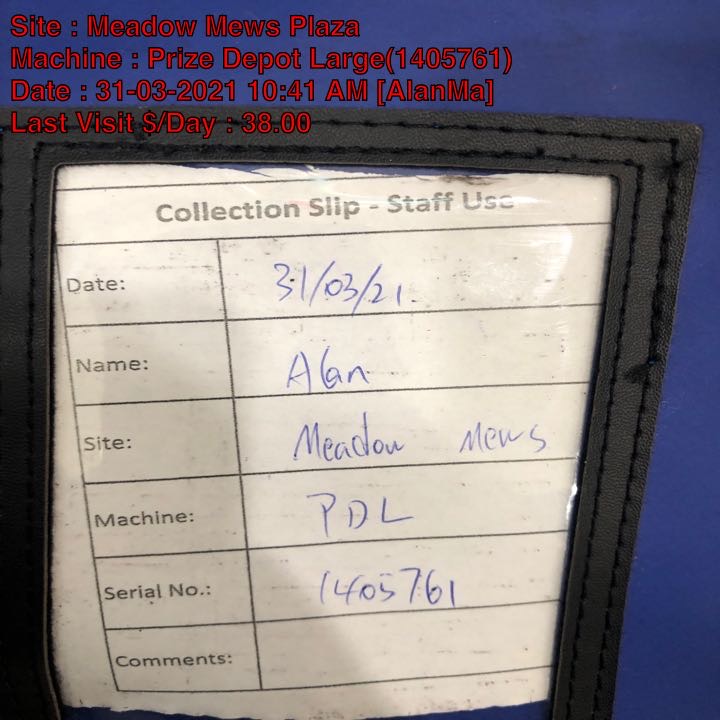 Site : Meadow Mews Plaza
Machine : Prize Depot Large(1405761)
Date : 31-03-2021 10:41 AM [AlanMa]
Last Visit $/Day : 38.00
Collection Slip - Staff Use
Date: 31/03/21.
Name: Alan
Site: Meadow Mews
Machine: PDL
Serial No.: 1405761
Comments: